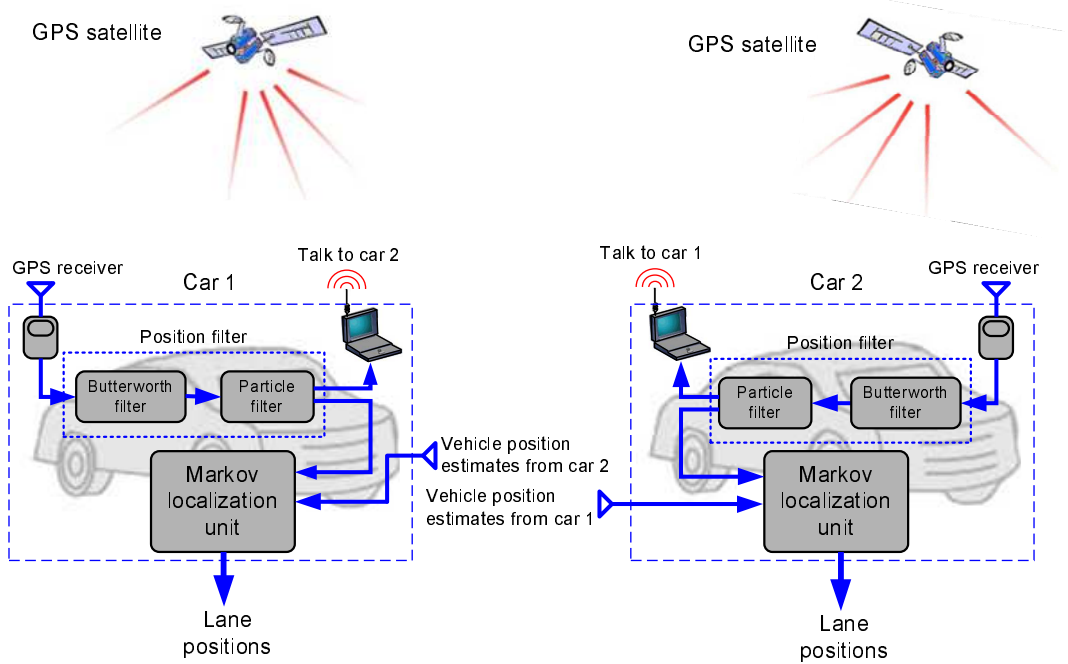 GPS satellite
GPS satellite
Talk to car 2
GPS receiver
Car 1
Position filter
Butterworth
filter
Particle
filter
Markov
localization
unit
Lane
positions
Vehicle position
estimates from car 2
Vehicle position
estimates from car 1
Talk to car 1
GPS receiver
Car 2
Position filter
Particle
filter
Butterworth
filter
Markov
localization
unit
Lane
positions